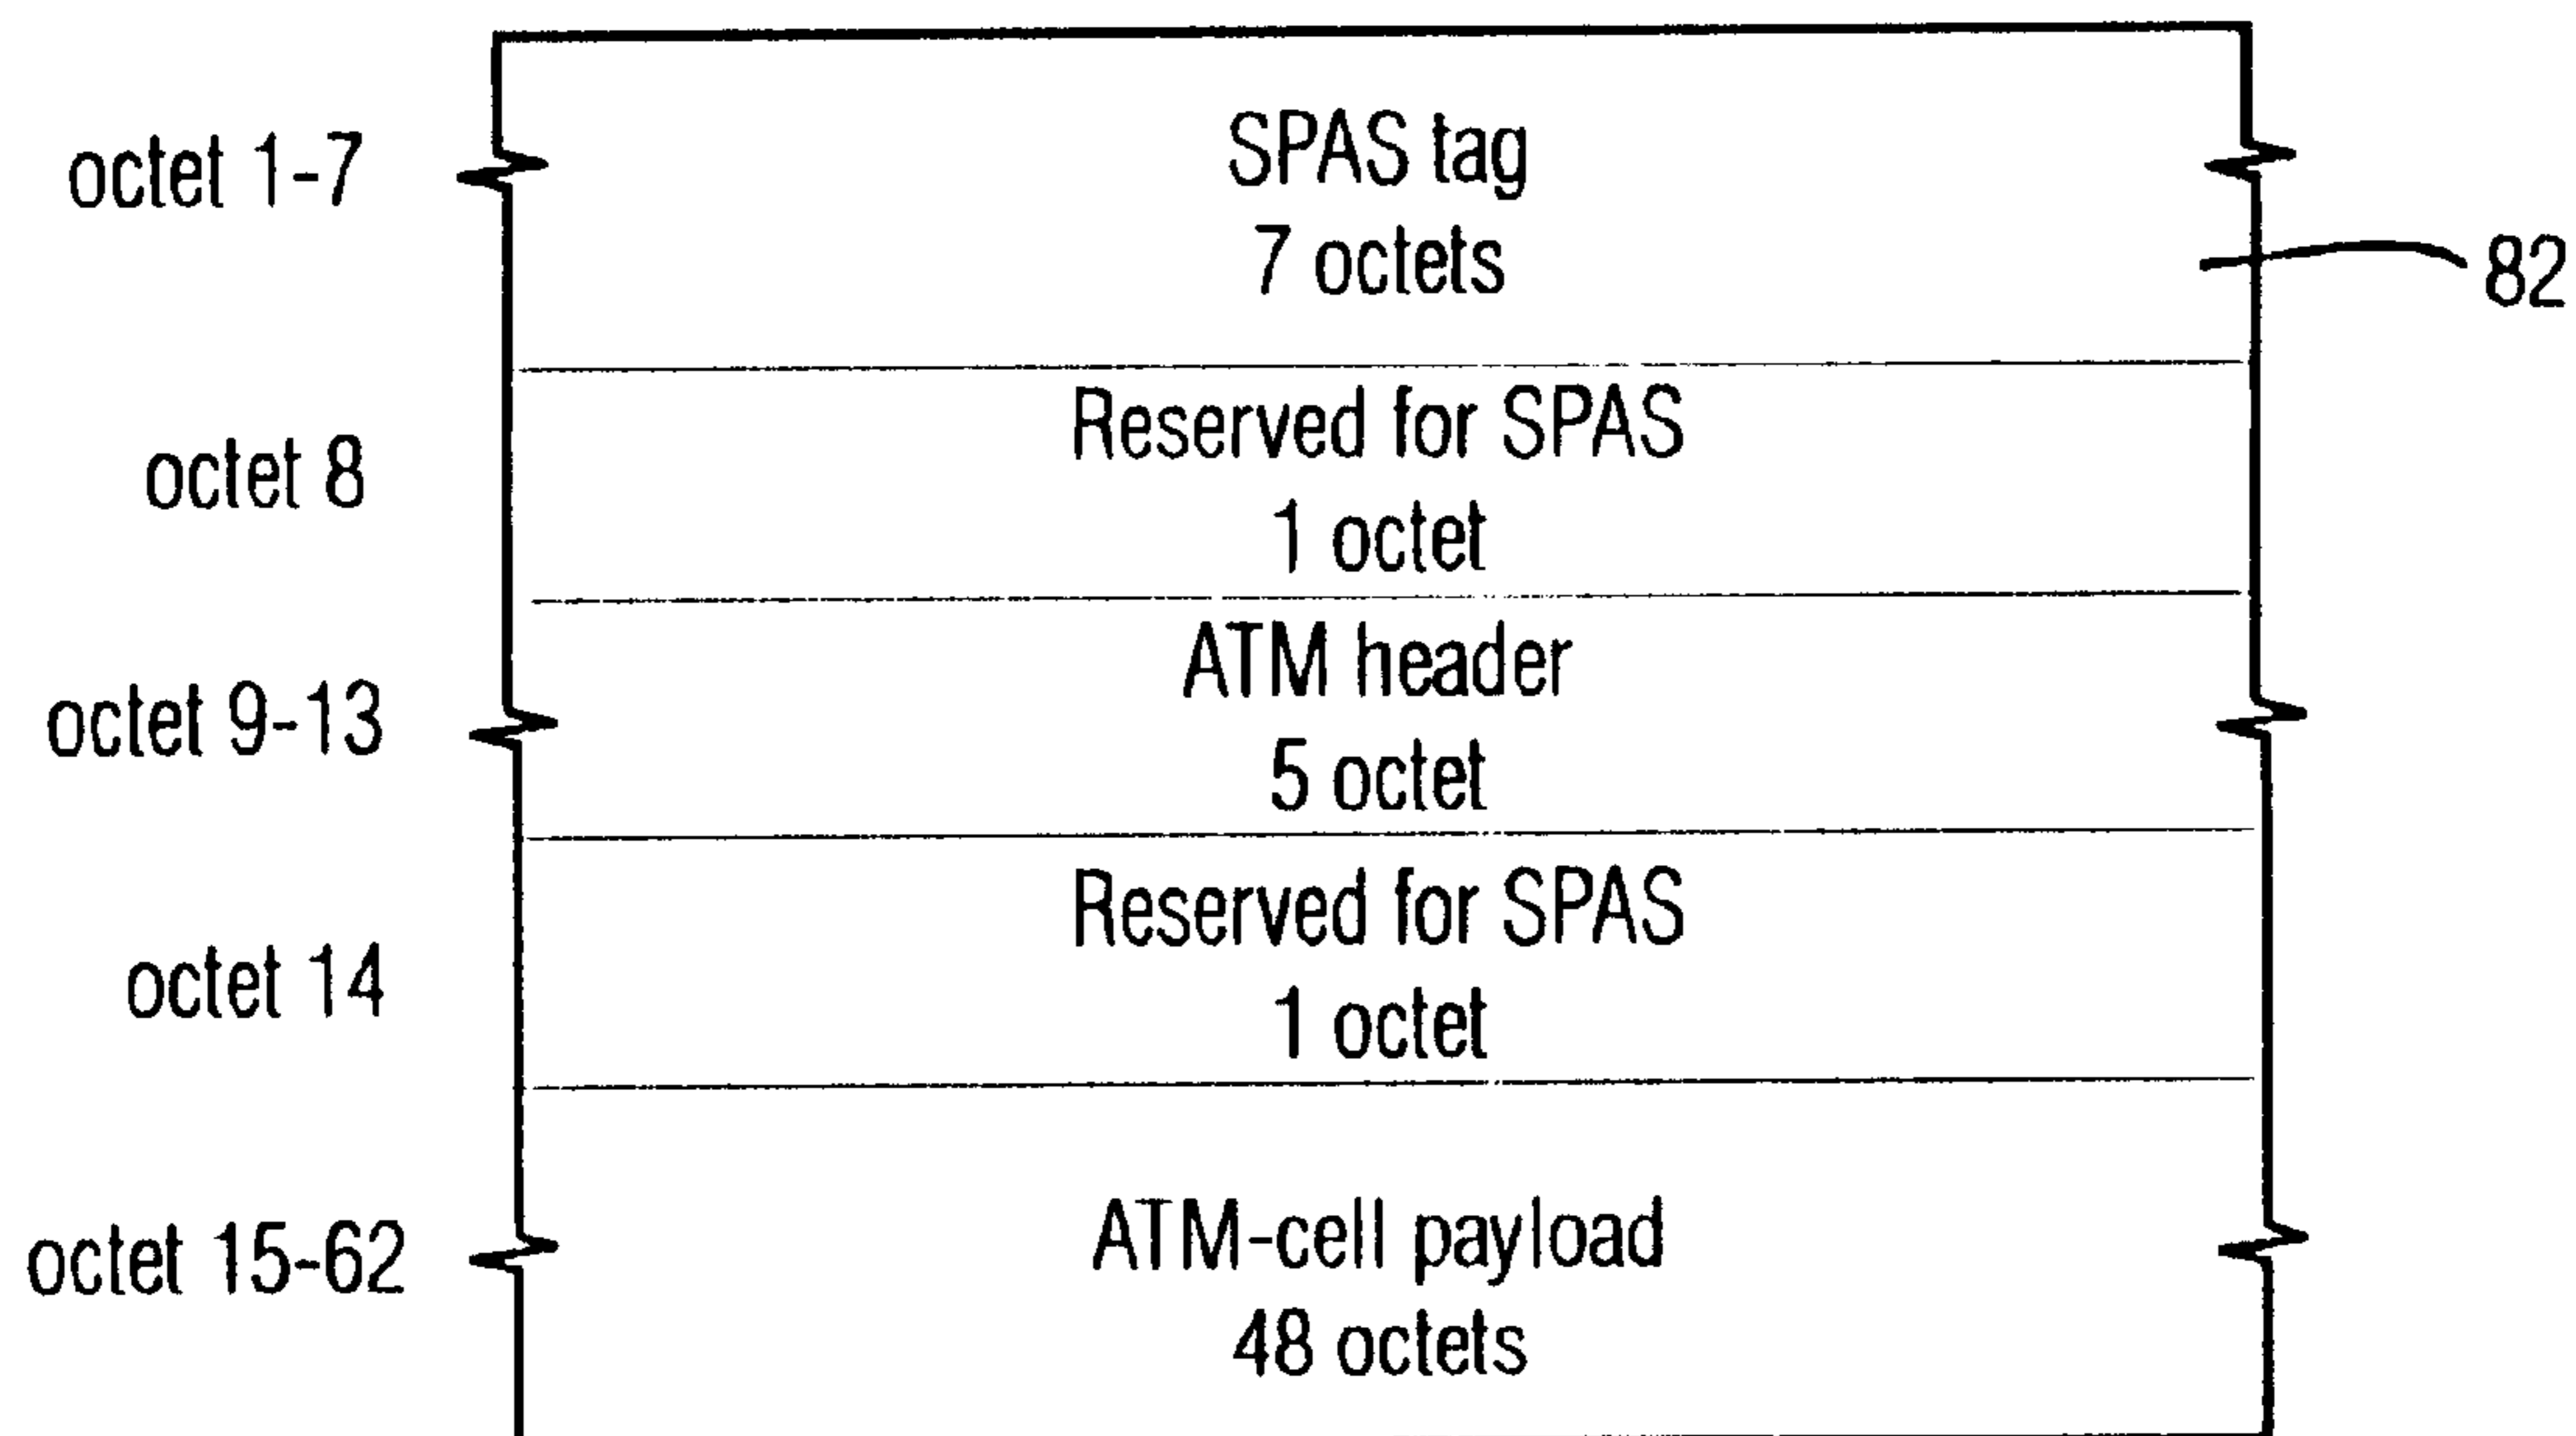 octet 1-7
SPAS tag
7 octets
82
octet 8
Reserved for SPAS
1 octet
octet 9-13
ATM header
5 octet
octet 14
Reserved for SPAS
1 octet
octet 15-62
ATM-cell payload
48 octets